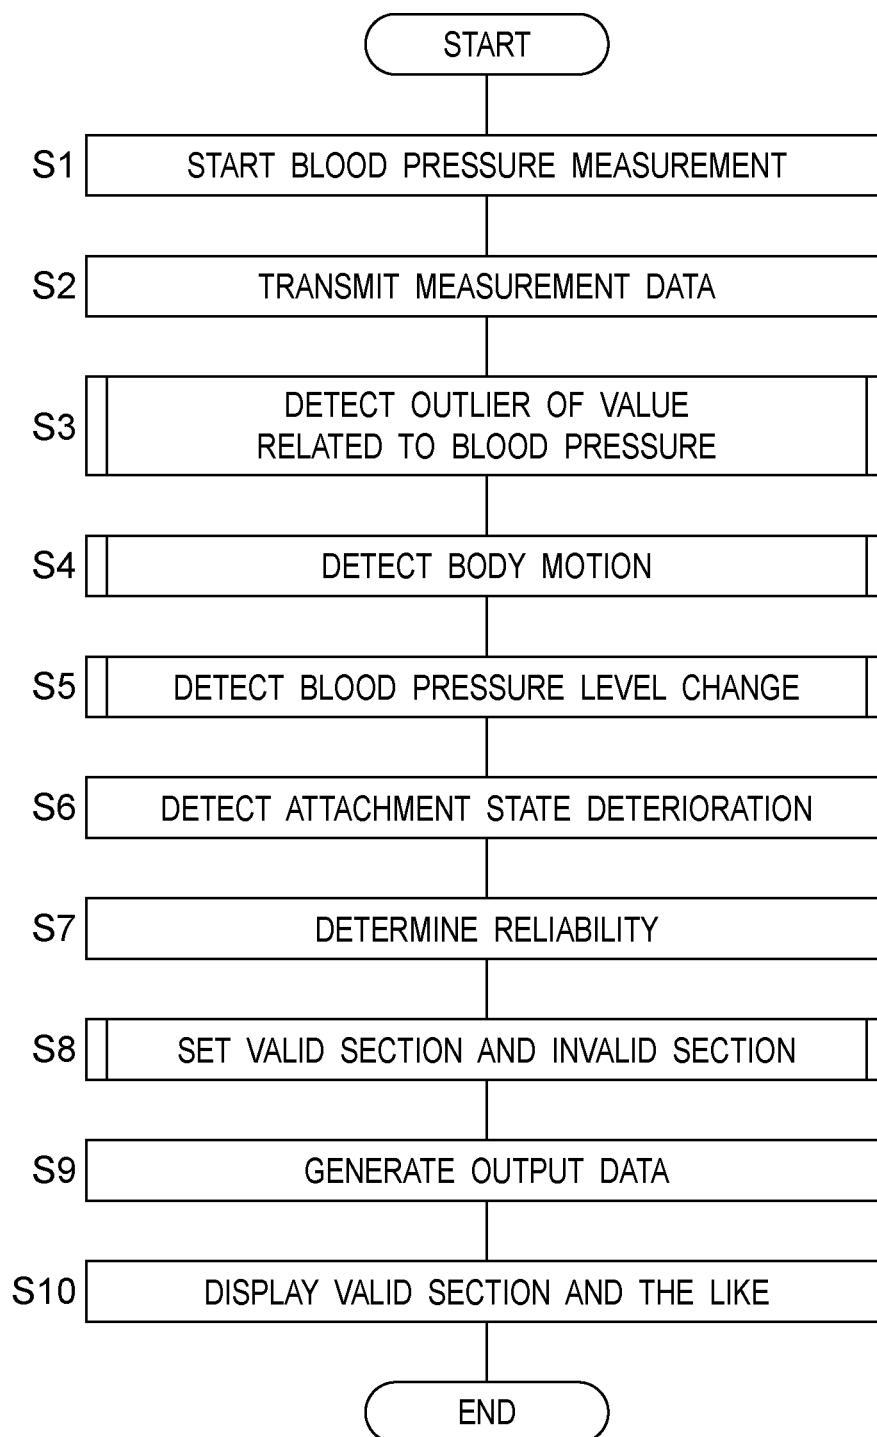 START
S1 START BLOOD PRESSURE MEASUREMENT
S2 TRANSMIT MEASUREMENT DATA
S3 DETECT OUTLIER OF VALUE
RELATED TO BLOOD PRESSURE
S4 DETECT BODY MOTION
S5 DETECT BLOOD PRESSURE LEVEL CHANGE
S6 DETECT ATTACHMENT STATE DETERIORATION
S7 DETERMINE RELIABILITY
S8 SET VALID SECTION AND INVALID SECTION
S9 GENERATE OUTPUT DATA
S10 DISPLAY VALID SECTION AND THE LIKE
END